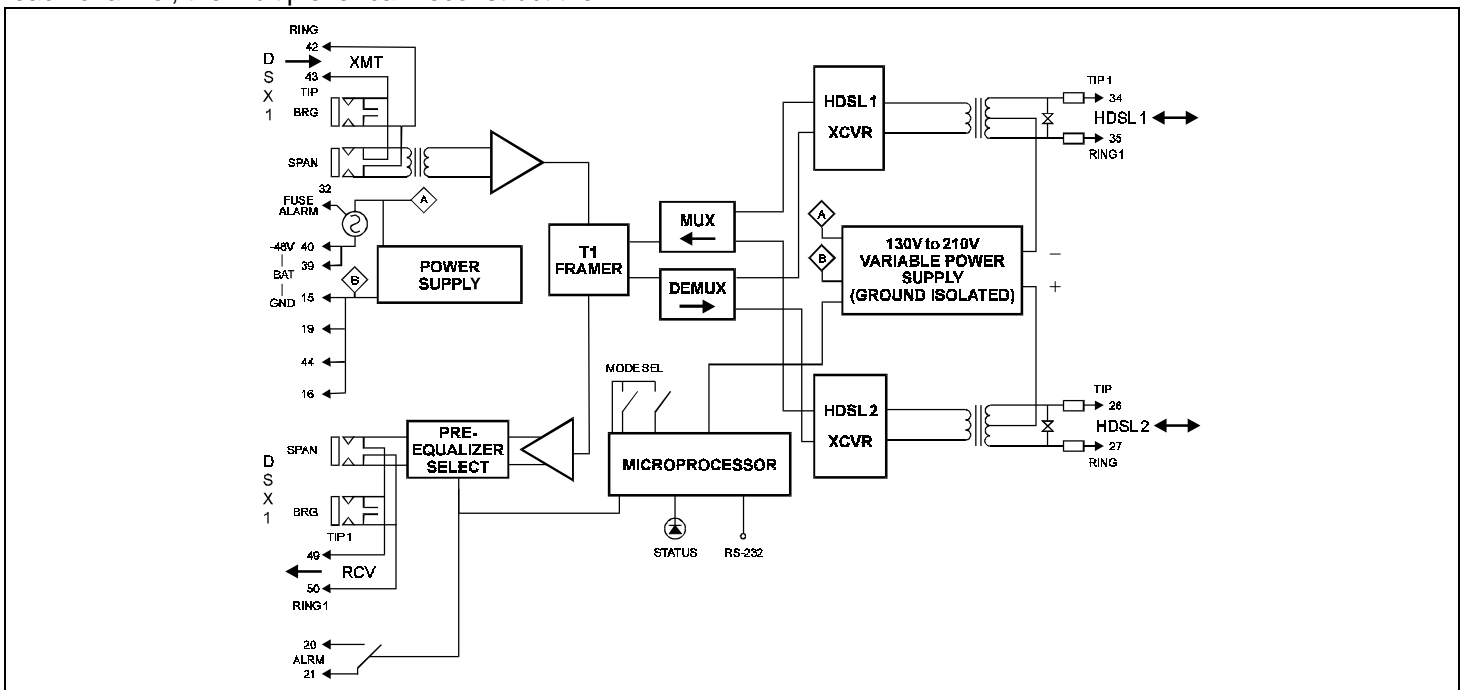 RING
42
D
S
X
1
XMT
43
TIP
BRG
SPAN
32
FUSE
ALARM
A
-48V 40
BAT
39
GND 15
B
19
44
16
POWER
SUPPLY
T1
FRAMER
MUX
DEMUX
HDSL 1
XCVR
TIP 1
34
HDSL 1
35
RING1
A
B
130V to 210V
VARIABLE POWER
SUPPLY
(GROUND ISOLATED)
−
+
MODE SEL
HDSL 2
XCVR
TIP
26
HDSL 2
27
RING
MICROPROCESSOR
STATUS
RS-232
PRE-
EQUALIZER
SELECT
SPAN
D
S
X
1
BRG
TIP1
49
RCV
50
RING1
20
ALRM
21